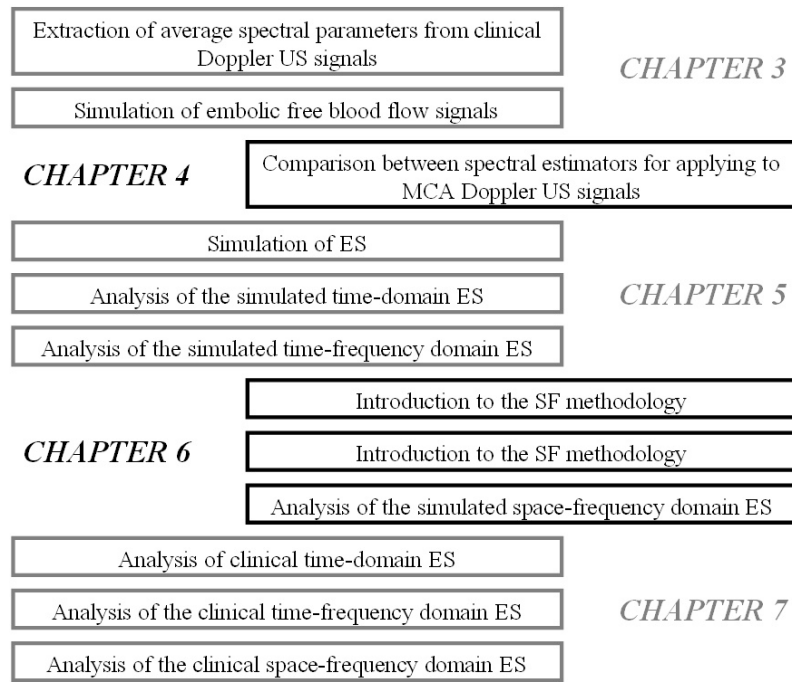 Extraction of average spectral parameters from clinical
Doppler US signals
CHAPTER 3
Simulation of embolic free blood flow signals
CHAPTER 4
Comparison between spectral estimators for applying to
MCA Doppler US signals
Simulation of ES
Analysis of the simulated time-domain ES
CHAPTER 5
Analysis of the simulated time-frequency domain ES
Introduction to the SF methodology
CHAPTER 6
Introduction to the SF methodology
Analysis of the simulated space-frequency domain ES
Analysis of clinical time-domain ES
Analysis of the clinical time-frequency domain ES
CHAPTER 7
Analysis of the clinical space-frequency domain ES